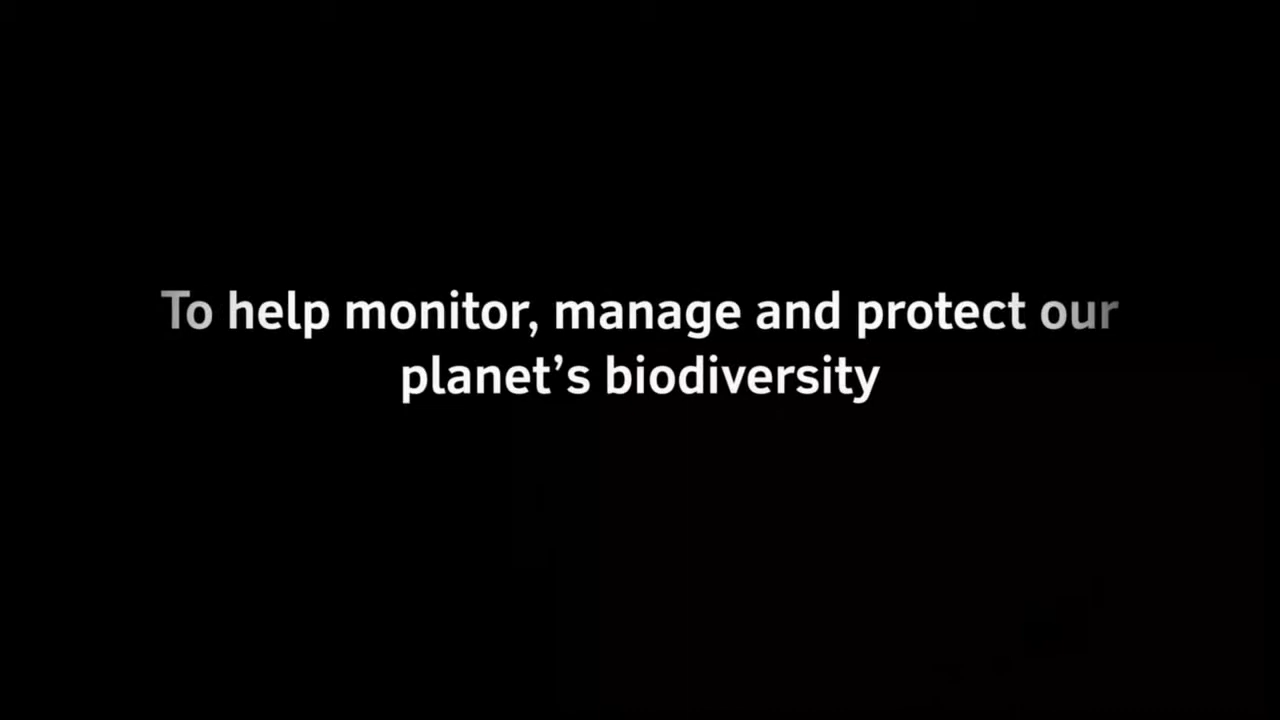 To help monitor, manage and protect our
planet’s biodiversity